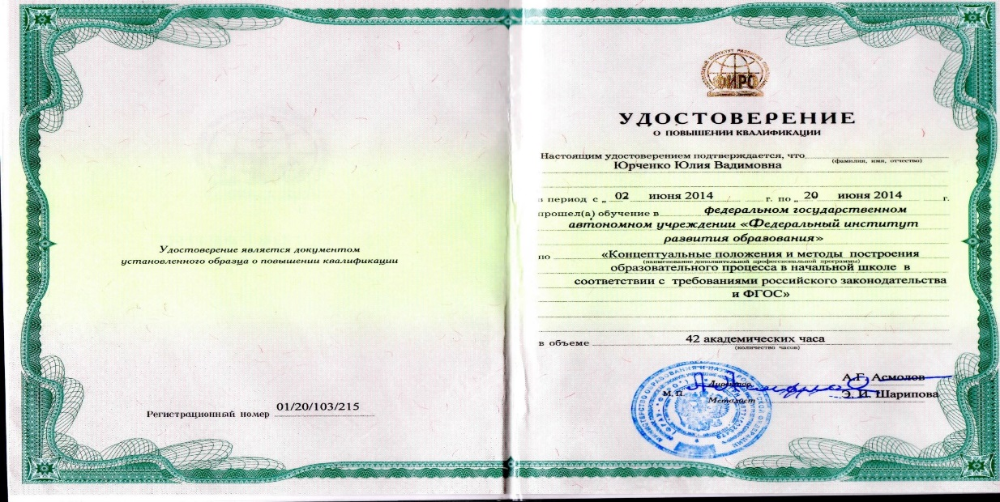 Удостоверение является документом
установленного образца о повышении квалификации
Регистрационный номер 01/20/103/215
ФИРО
УДОСТОВЕРЕНИЕ
О ПОВЫШЕНИИ КВАЛИФИКАЦИИ
Настоящим удостоверением подтверждается, что
(фамилия, имя, отчество)
Юрченко Юлия Вадимовна
в период с „ 02 июня 2014 г. по „ 20 июня 2014 г.
прошел(а) обучение в федеральном государственном
автономном учреждении «Федеральный институт
развития образования»
по «Концептуальные положения и методы построения
(наименование дополнительной профессиональной программы)
образовательного процесса в начальной школе в
соответствии с требованиями российского законодательства
и ФГОС»
в объеме 42 академических часа
(количество часов)
А.Г. Асмолов
Директор
М. П.
Э. И. Шарипова
Методист